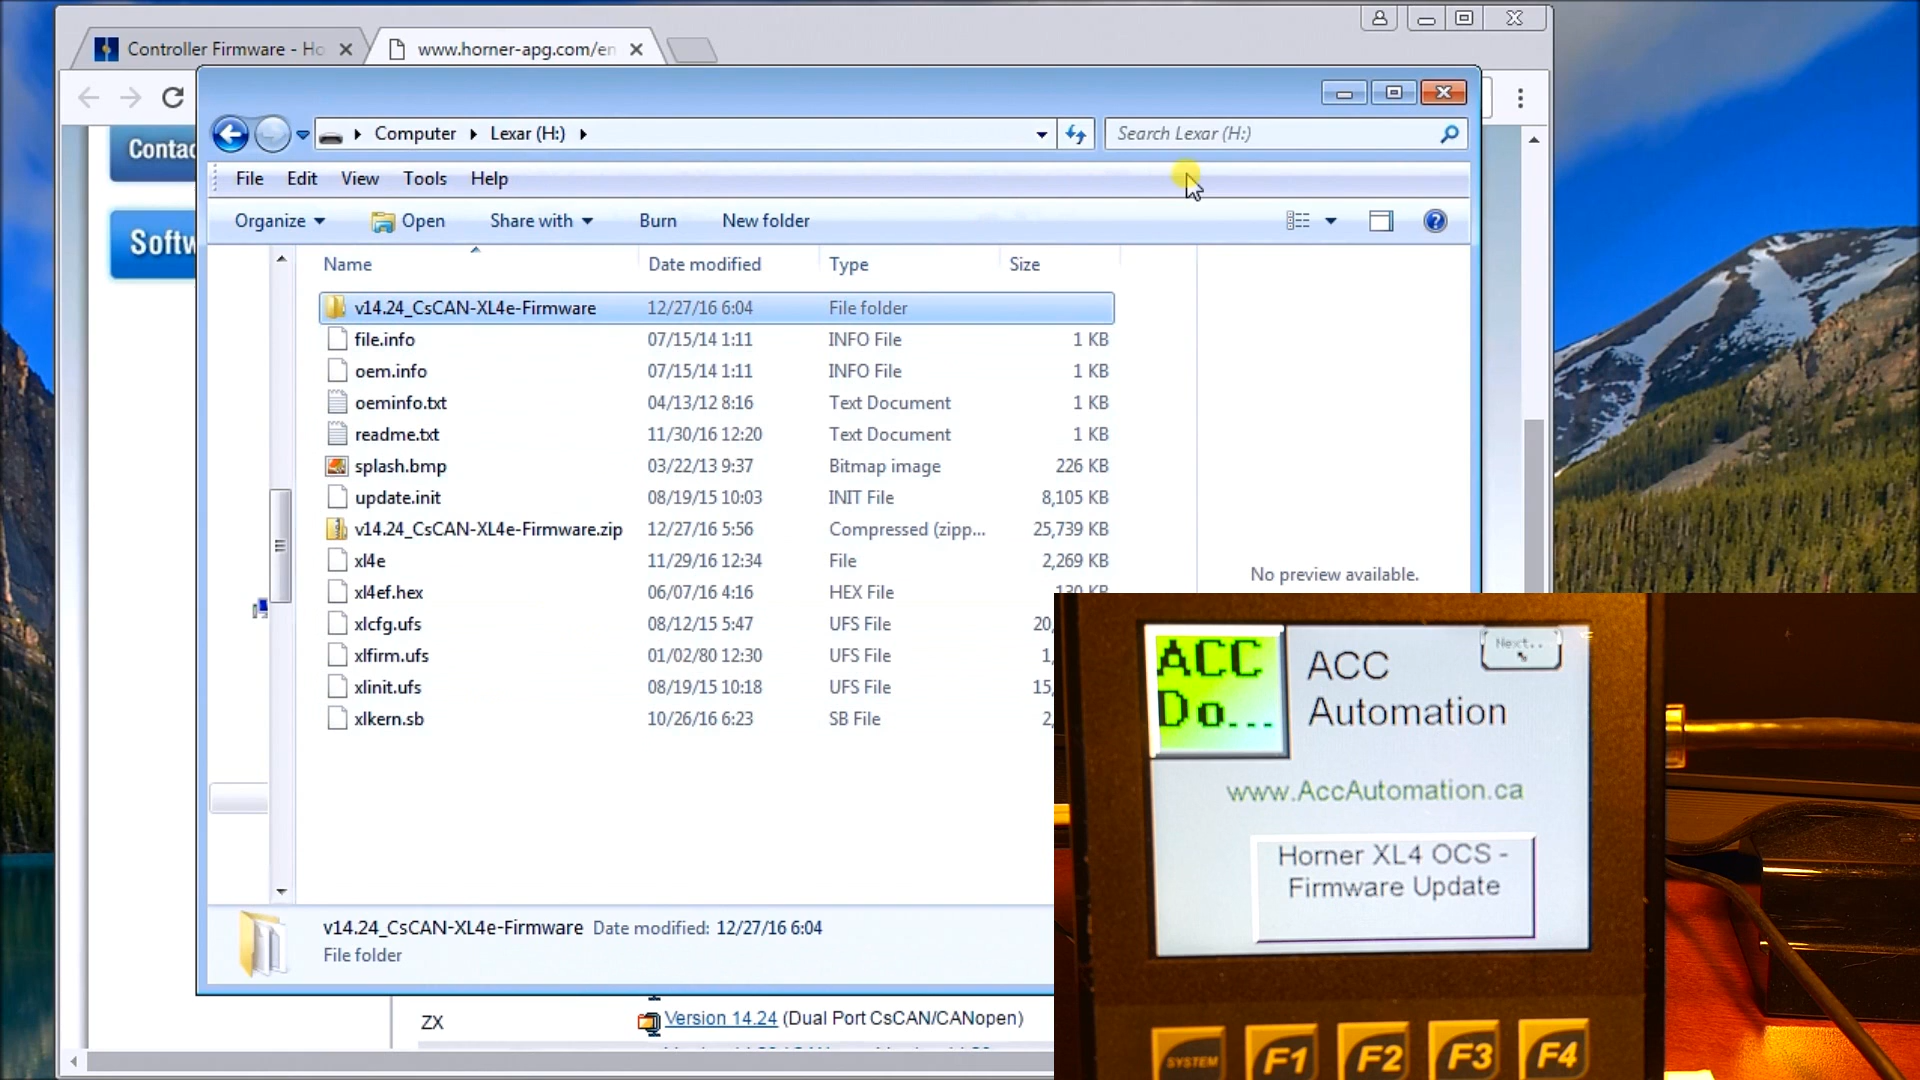 Controller Firmware - Ho
www.horner-apg.com/en
Contac
Softw
Computer
Lexar (H:)
Search Lexar (H:)
File Edit View Tools Help
Organize Open Share with Burn New folder
Name Date modified Type Size
v14.24_CsCAN-XL4e-Firmware 12/27/16 6:04 File folder
file.info 07/15/14 1:11 INFO File 1 KB
oem.info 07/15/14 1:11 INFO File 1 KB
oeminfo.txt 04/13/12 8:16 Text Document 1 KB
readme.txt 11/30/16 12:20 Text Document 1 KB
splash.bmp 03/22/13 9:37 Bitmap image 226 KB
update.init 08/19/15 10:03 INIT File 8,105 KB
v14.24_CsCAN-XL4e-Firmware.zip 12/27/16 5:56 Compressed (zipp... 25,739 KB
xl4e 11/29/16 12:34 File 2,269 KB
xl4ef.hex 06/07/16 4:16 HEX File 130 KB
xlcfg.ufs 08/12/15 5:47 UFS File 20,
xlfirm.ufs 01/02/80 12:30 UFS File 1,
xlinit.ufs 08/19/15 10:18 UFS File 15,
xlkern.sb 10/26/16 6:23 SB File 2,
No preview available.
v14.24_CsCAN-XL4e-Firmware Date modified: 12/27/16 6:04
File folder
ZX Version 14.24 (Dual Port CsCAN/CANopen)
ACC
Do...
ACC
Automation
Next..
www.AccAutomation.ca
Horner XL4 OCS -
Firmware Update
SYSTEM F1 F2 F3 F4